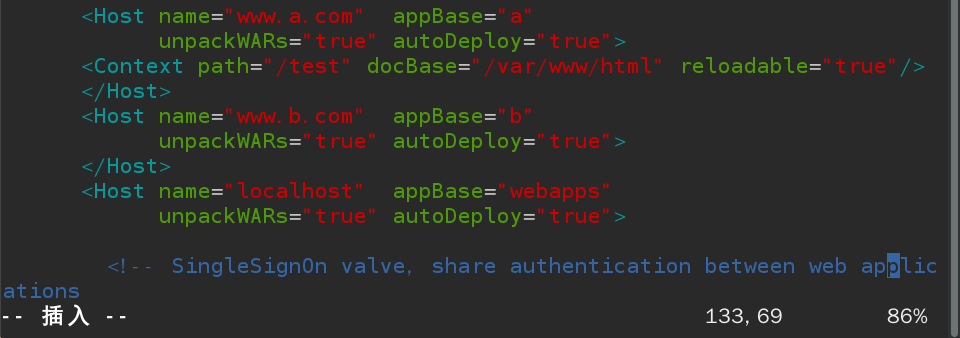 <Host name="www.a.com"  appBase="a"
unpackWARs="true" autoDeploy="true">
<Context path="/test" docBase="/var/www/html" reloadable="true"/>
</Host>
<Host name="www.b.com"  appBase="b"
unpackWARs="true" autoDeploy="true">
</Host>
<Host name="localhost"  appBase="webapps"
unpackWARs="true" autoDeploy="true">
<!-- SingleSignOn valve, share authentication between web applic
ations
-- 插入 -- 133,69 86%